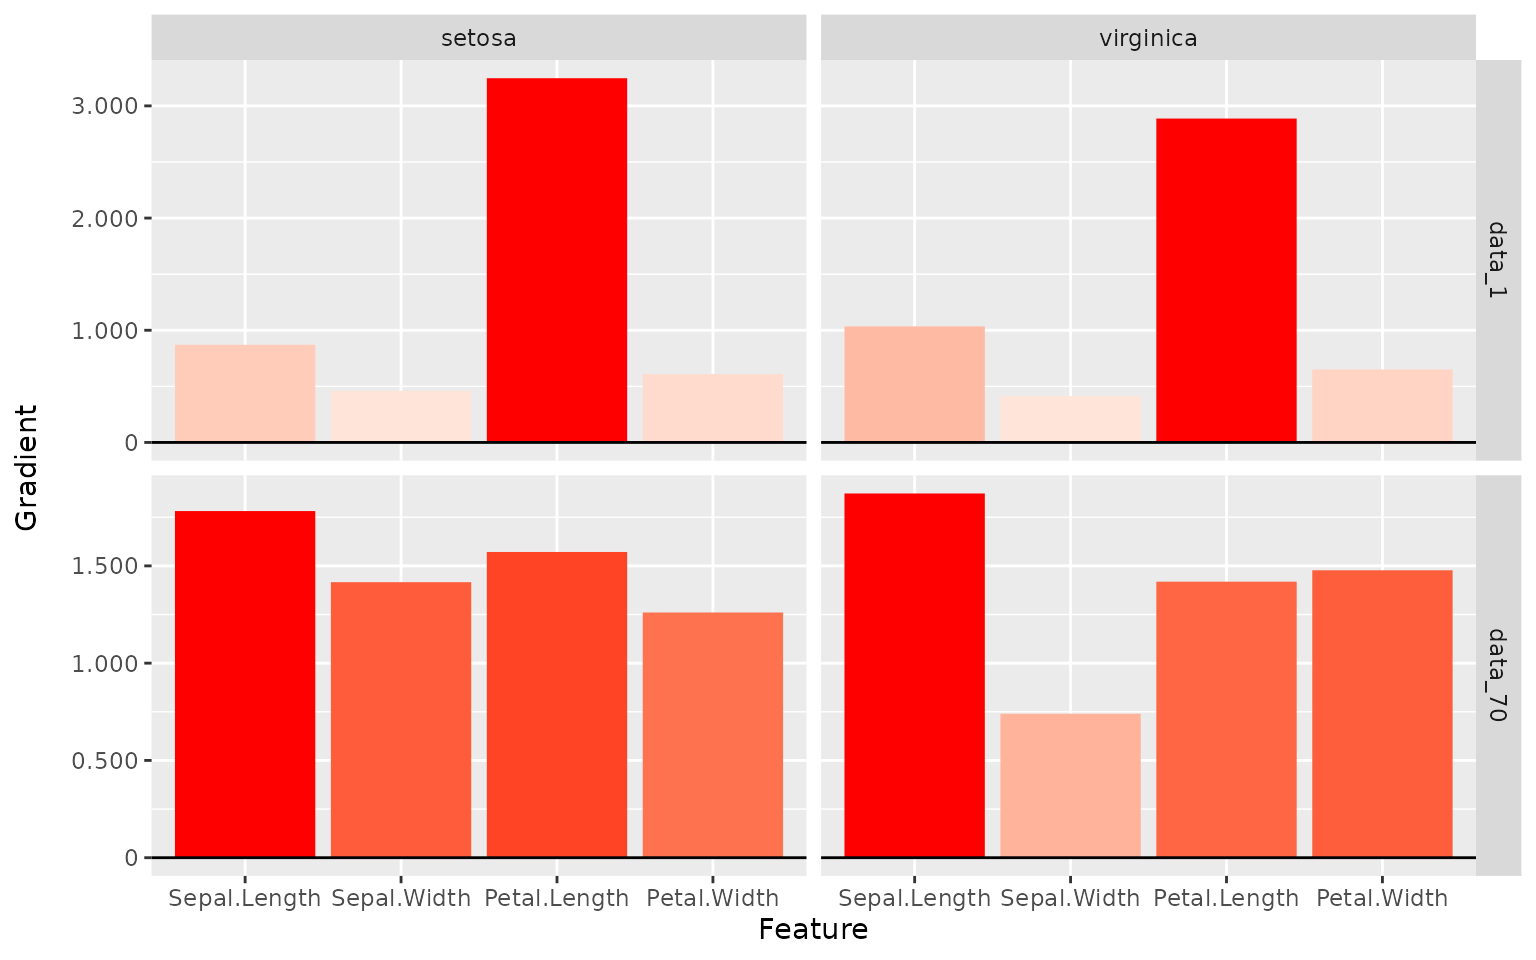 setosa
virginica
3.000
2.000
1.000
0
data_1
Gradient
1.500
1.000
0.500
0
data_70
Sepal.Length Sepal.Width Petal.Length Petal.Width
Sepal.Length Sepal.Width Petal.Length Petal.Width
Feature